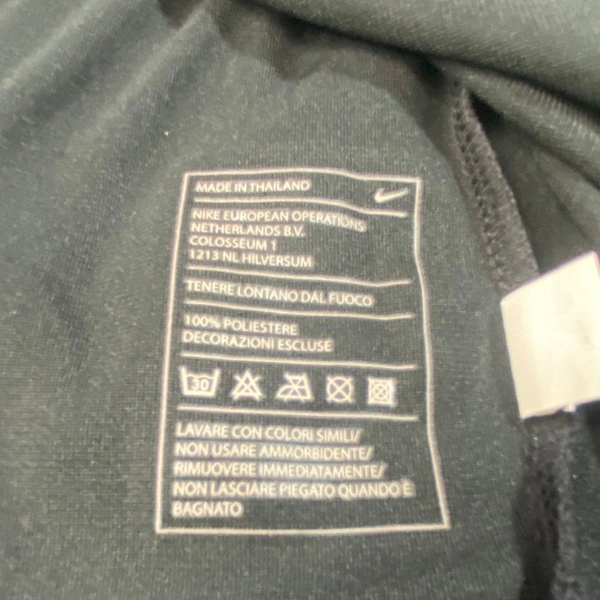 MADE IN THAILAND
NIKE EUROPEAN OPERATIONS
NETHERLANDS B.V.
COLOSSEUM 1
1213 NL HILVERSUM
TENERE LONTANO DAL FUOCO
100% POLIESTERE
DECORAZIONI ESCLUSE
30
LAVARE CON COLORI SIMILI/
NON USARE AMMORBIDENTE/
RIMUOVERE IMMEDIATAMENTE/
NON LASCIARE PIEGATO QUANDO È
BAGNATO